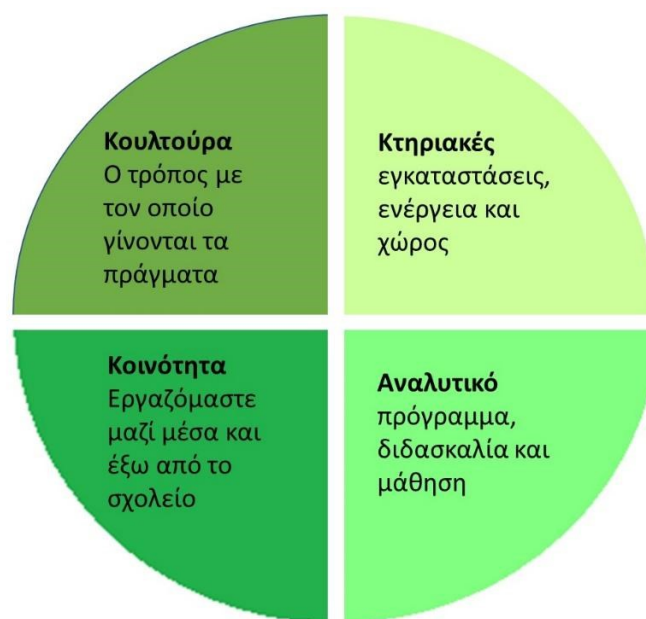 Κουλτούρα
Ο τρόπος με
τον οποίο
γίνονται τα
πράγματα
Κτηριακές
εγκαταστάσεις,
ενέργεια και
χώρος
Κοινότητα
Εργαζόμαστε
μαζί μέσα και
έξω από το
σχολείο
Αναλυτικό
πρόγραμμα,
διδασκαλία και
μάθηση